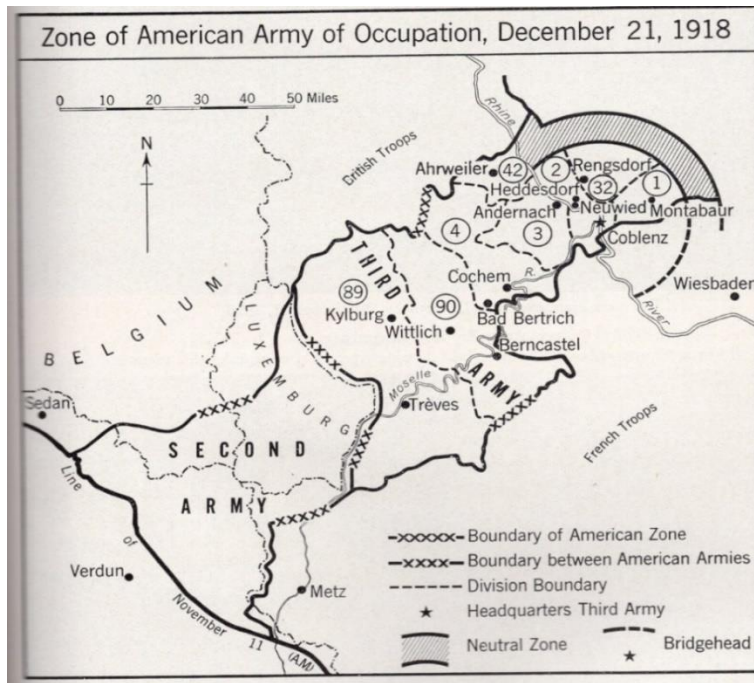 Zone of American Army of Occupation, December 21, 1918
0 10 20 30 40 50 Miles
N
Rhine
British Troops
Ahrweiler
42
2
Rengsdorf
1
Heddesdorf
32
Andernach
Neuwied
Montabaur
4
3
Coblenz
THIRD
R.
Cochem
Wiesbaden
89
90
Bad Bertrich
River
Kylburg
Wittlich
BELGIUM
LUXEMBURG
Berncastel
Moselle
ARMY
Sedan
Trèves
SECOND
French Troops
Line
ARMY
of
Boundary of American Zone
Boundary between American Armies
Verdun
Division Boundary
Metz
Headquarters Third Army
November
Neutral Zone
Bridgehead
11
(AM)